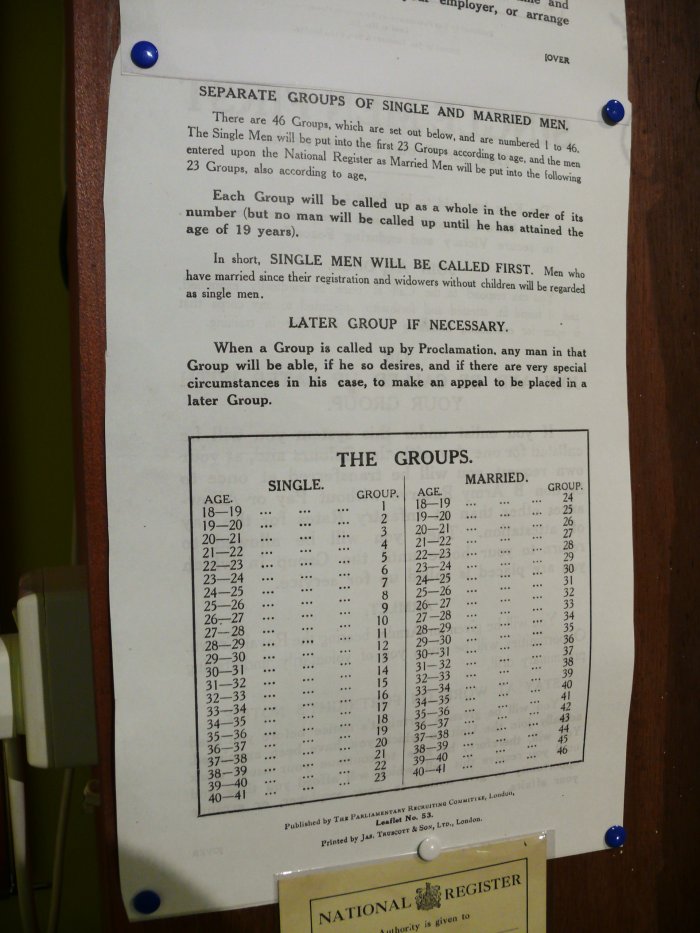 and
employer, or arrange
[OVER
SEPARATE GROUPS OF SINGLE AND MARRIED MEN.
There are 46 Groups, which are set out below, and are numbered 1 to 46.
The Single Men will be put into the first 23 Groups according to age, and the men
entered upon the National Register as Married Men will be put into the following
23 Groups, also according to age,
Each Group will be called up as a whole in the order of its
number (but no man will be called up until he has attained the
age of 19 years).
In short, SINGLE MEN WILL BE CALLED FIRST. Men who
have married since their registration and widowers without children will be regarded
as single men.
LATER GROUP IF NECESSARY.
When a Group is called up by Proclamation, any man in that
Group will be able, if he so desires, and if there are very special
circumstances in his case, to make an appeal to be placed in a
later Group.
THE GROUPS.
SINGLE. MARRIED.
AGE. GROUP. AGE. GROUP.
18—19 ... ... ... 1 18—19 ... ... ... 24
19—20 ... ... ... 2 19—20 ... ... ... 25
20—21 ... ... ... 3 20—21 ... ... ... 26
21—22 ... ... ... 4 21—22 ... ... ... 27
22—23 ... ... ... 5 22—23 ... ... ... 28
23—24 ... ... ... 6 23—24 ... ... ... 29
24—25 ... ... ... 7 24—25 ... ... ... 30
25—26 ... ... ... 8 25—26 ... ... ... 31
26—27 ... ... ... 9 26—27 ... ... ... 32
27—28 ... ... ... 10 27—28 ... ... ... 33
28—29 ... ... ... 11 28—29 ... ... ... 34
29—30 ... ... ... 12 29—30 ... ... ... 35
30—31 ... ... ... 13 30—31 ... ... ... 36
31—32 ... ... ... 14 31—32 ... ... ... 37
32—33 ... ... ... 15 32—33 ... ... ... 38
33—34 ... ... ... 16 33—34 ... ... ... 39
34—35 ... ... ... 17 34—35 ... ... ... 40
35—36 ... ... ... 18 35—36 ... ... ... 41
36—37 ... ... ... 19 36—37 ... ... ... 42
37—38 ... ... ... 20 37—38 ... ... ... 43
38—39 ... ... ... 21 38—39 ... ... ... 44
39—40 ... ... ... 22 39—40 ... ... ... 45
40—41 ... ... ... 23 40—41 ... ... ... 46
Published by THE PARLIAMENTARY RECRUITING COMMITTEE, London,
Leaflet No. 53.
Printed by JAS. TRUSCOTT & SON, LTD., London.
NATIONAL REGISTER
Authority is given to